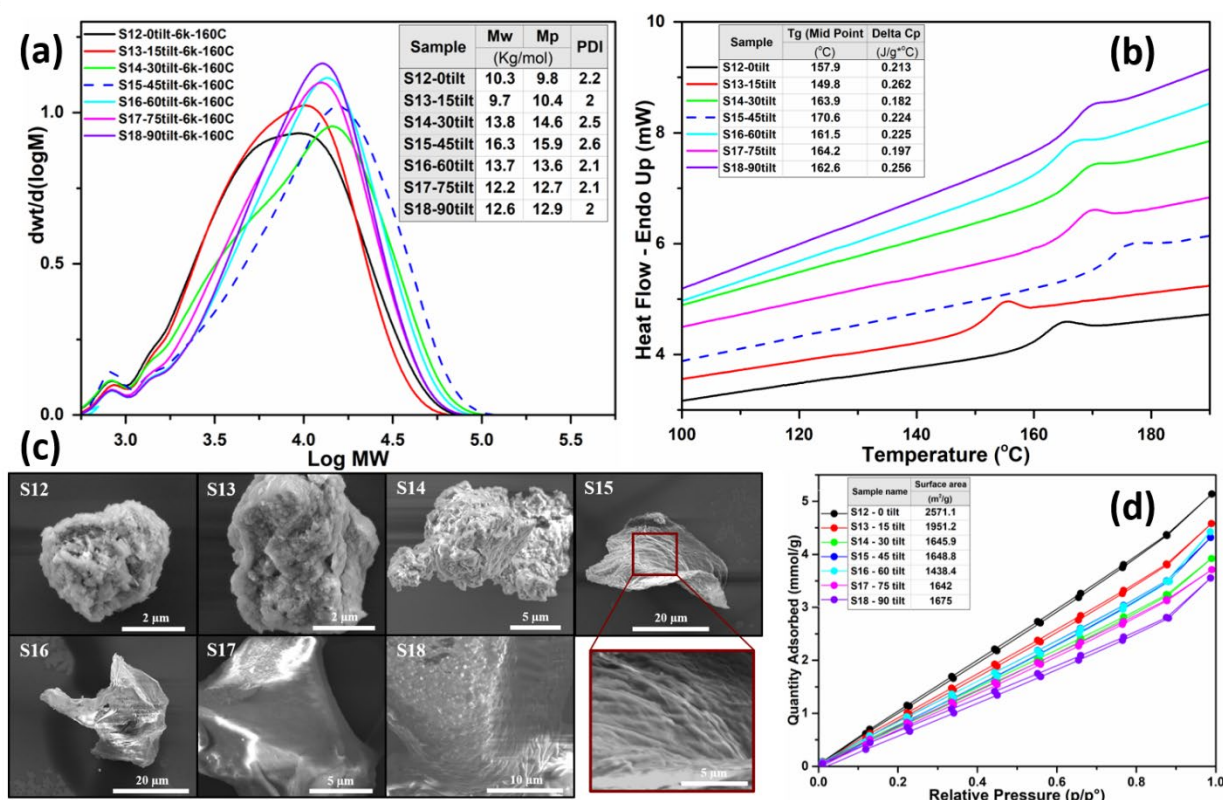 (a)
S12-0tilt-6k-160C
S13-15tilt-6k-160C
S14-30tilt-6k-160C
S15-45tilt-6k-160C
S16-60tilt-6k-160C
S17-75tilt-6k-160C
S18-90tilt-6k-160C
Sample Mw Mp PDI
(Kg/mol)
S12-0tilt 10.3 9.8 2.2
S13-15tilt 9.7 10.4 2
S14-30tilt 13.8 14.6 2.5
S15-45tilt 16.3 15.9 2.6
S16-60tilt 13.7 13.6 2.1
S17-75tilt 12.2 12.7 2.1
S18-90tilt 12.6 12.9 2
dwt/d(logM)
1.0
0.5
0.0
3.0 3.5 4.0 4.5 5.0 5.5
Log MW
(b)
Sample Tg (Mid Point Delta Cp
(°C) (J/g*°C)
S12-0tilt 157.9 0.213
S13-15tilt 149.8 0.262
S14-30tilt 163.9 0.182
S15-45tilt 170.6 0.224
S16-60tilt 161.5 0.225
S17-75tilt 164.2 0.197
S18-90tilt 162.6 0.256
Heat Flow - Endo Up (mW)
10
8
6
4
100 120 140 160 180
Temperature (°C)
(c)
S12
2 μm
S13
2 μm
S14
5 μm
S15
20 μm
S16
20 μm
S17
5 μm
S18
10 μm
5 μm
(d)
Sample name Surface area
(m²/g)
S12 - 0 tilt 2571.1
S13 - 15 tilt 1951.2
S14 - 30 tilt 1645.9
S15 - 45 tilt 1648.8
S16 - 60 tilt 1438.4
S17 - 75 tilt 1642
S18 - 90 tilt 1675
Quantity Adsorbed (mmol/g)
5
4
3
2
1
0
0.0 0.2 0.4 0.6 0.8 1.0
Relative Pressure (p/p°)